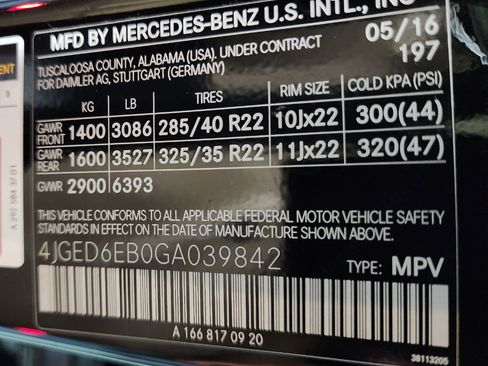 MFD BY MERCEDES-BENZ U.S. INT'L., INC
05/16
TUSCALOOSA COUNTY, ALABAMA (USA), UNDER CONTRACT
197
FOR DAIMLER AG, STUTTGART (GERMANY)
KG LB TIRES RIM SIZE COLD KPA (PSI)
GAWR FRONT 1400 3086 285/40 R22 10Jx22 300(44)
GAWR REAR 1600 3527 325/35 R22 11Jx22 320(47)
GVWR 2900 6393
THIS VEHICLE CONFORMS TO ALL APPLICABLE FEDERAL MOTOR VEHICLE SAFETY
STANDARDS IN EFFECT ON THE DATE OF MANUFACTURE SHOWN ABOVE.
4JGED6EB0GA039842
TYPE: MPV
A 166 817 09 20
38113205